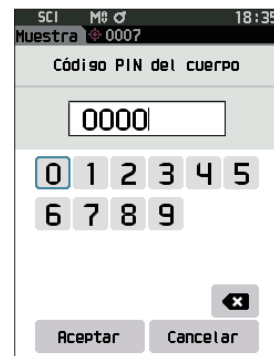 SCI M8 18:35
Muestra 0007
Código PIN del cuerpo
0000
0 1 2 3 4 5
6 7 8 9
Aceptar Cancelar